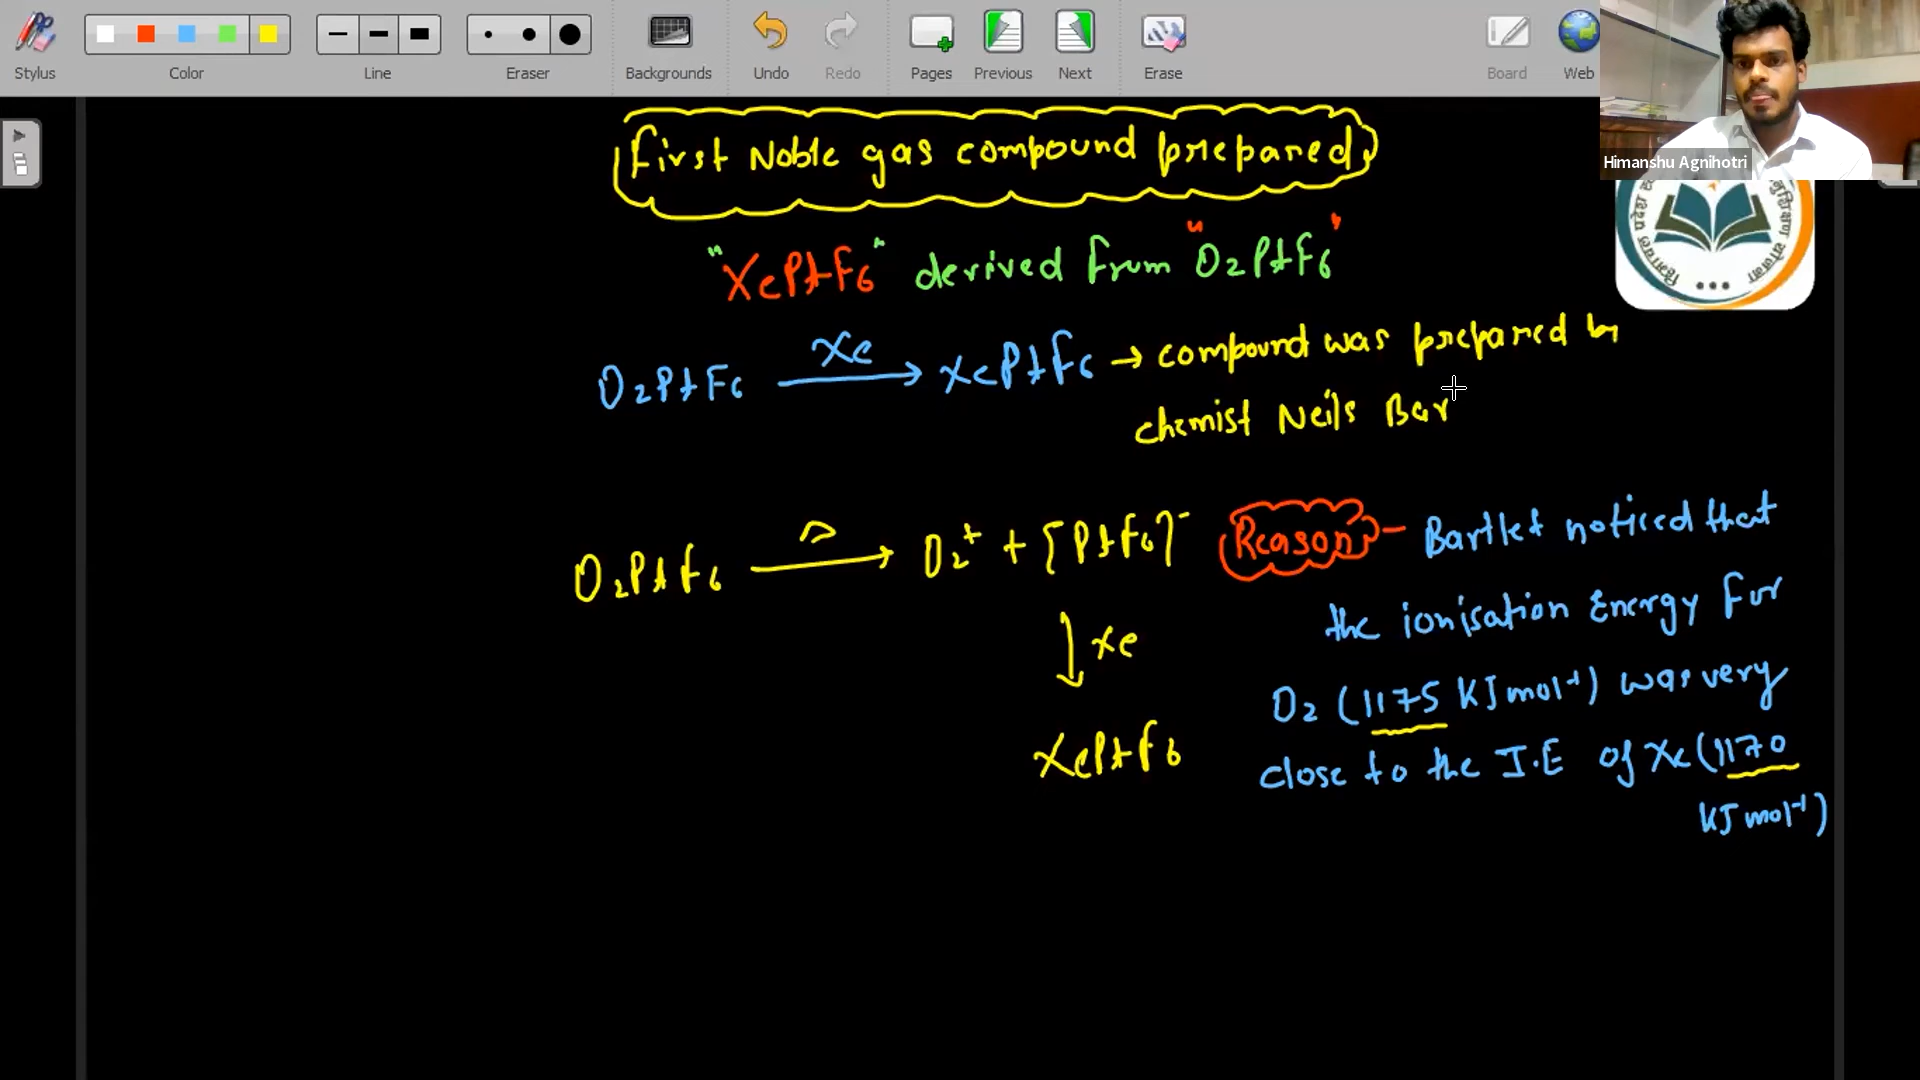 Stylus
Color
Line
Eraser
Backgrounds
Undo
Redo
Pages
Previous
Next
Erase
Board
Web
Himanshu Agnihotri
First Noble gas compound prepared
"XePtF6" derived from "O2PtF6"
O2PtF6 Xe → XePtF6 → compound was prepared by
chemist Neils Bar
O2PtF6 Δ → O2+ + [PtF6]- Reason - Bartlet noticed that
the ionisation Energy For
↓ Xe
O2 (1175 KJ mol-1) was very
XePtF6
close to the I.E of Xe (1170
KJ mol-1)